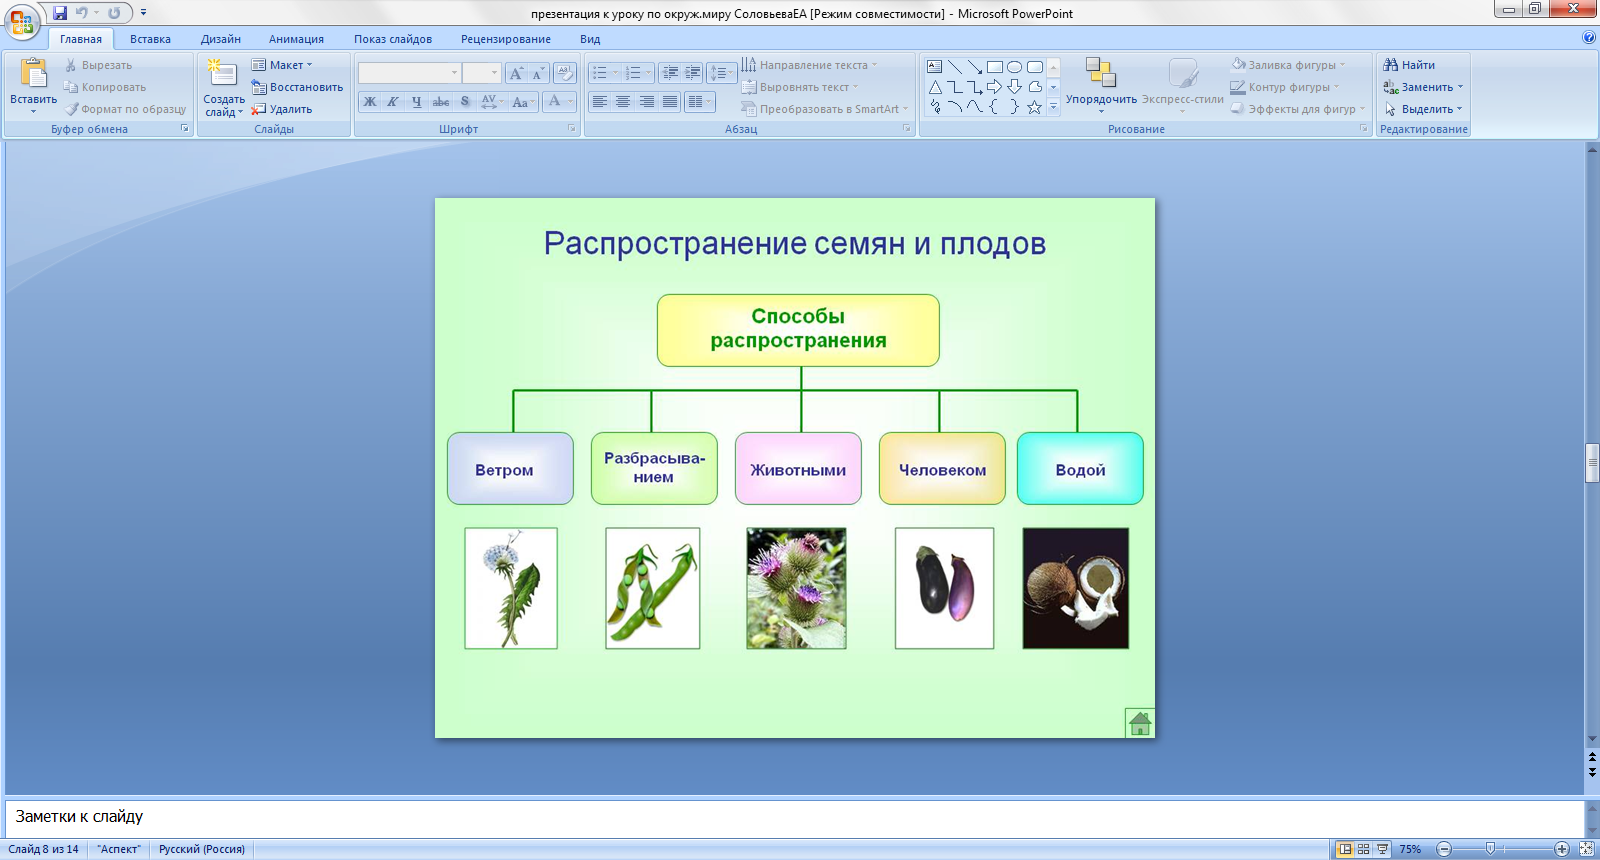 презентация к уроку по окруж.миру СоловьеваЕА [Режим совместимости] - Microsoft PowerPoint
Главная Вставка Дизайн Анимация Показ слайдов Рецензирование Вид
Вставить
Вырезать
Копировать
Формат по образцу
Буфер обмена
Создать слайд
Макет
Восстановить
Удалить
Слайды
Ж К Ч abc S AV Aa A
Шрифт
Направление текста
Выровнять текст
Преобразовать в SmartArt
Абзац
Упорядочить
Экспресс-стили
Заливка фигуры
Контур фигуры
Эффекты для фигур
Рисование
Найти
Заменить
Выделить
Редактирование
Распространение семян и плодов
Способы
распространения
Ветром
Разбрасыва-
нием
Животными
Человеком
Водой
Заметки к слайду
Слайд 8 из 14 "Аспект" Русский (Россия) 75%